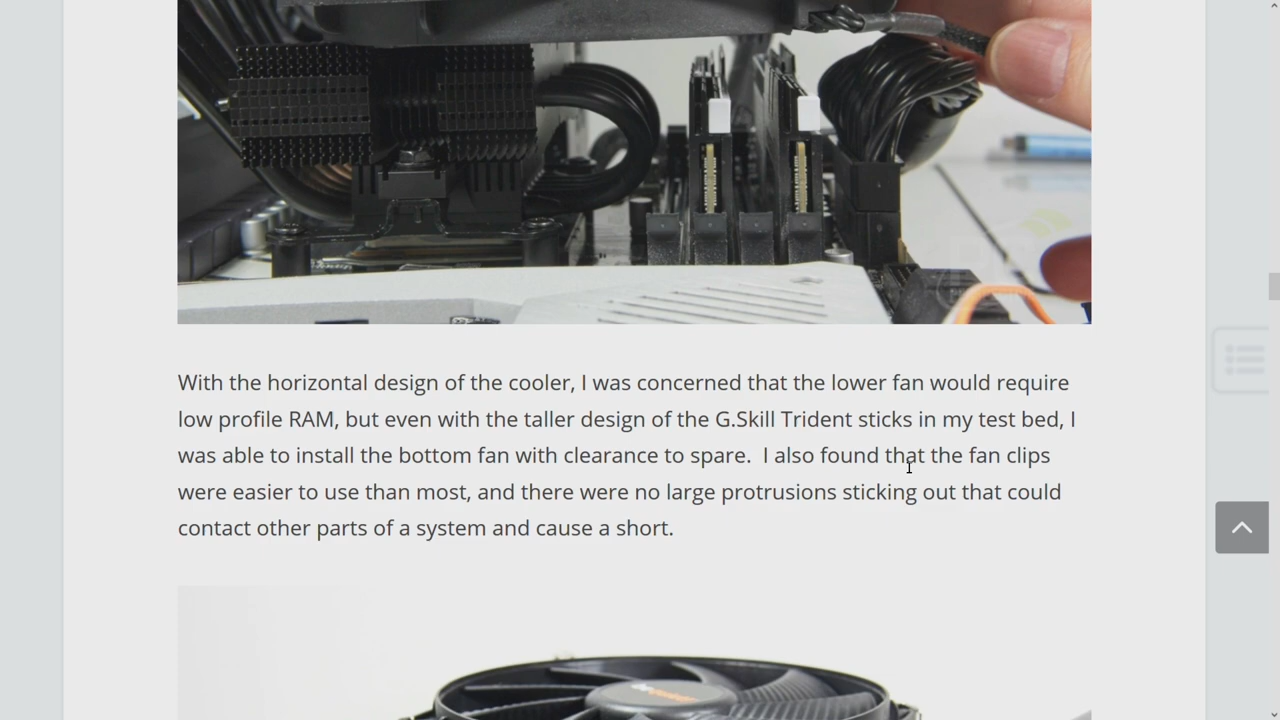 With the horizontal design of the cooler, I was concerned that the lower fan would require
low profile RAM, but even with the taller design of the G.Skill Trident sticks in my test bed, I
was able to install the bottom fan with clearance to spare.  I also found that the fan clips
were easier to use than most, and there were no large protrusions sticking out that could
contact other parts of a system and cause a short.